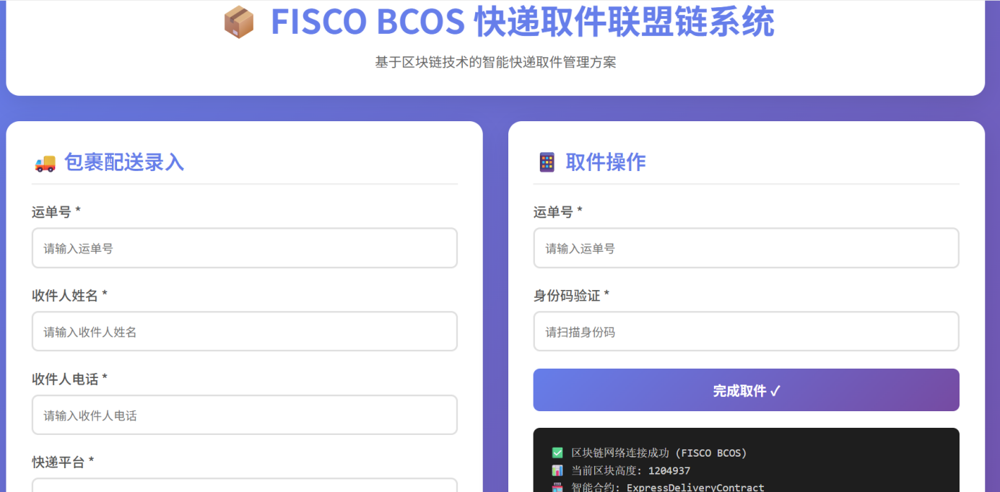 FISCO BCOS 快递取件联盟链系统
基于区块链技术的智能快递取件管理方案
包裹配送录入
运单号 *
请输入运单号
收件人姓名 *
请输入收件人姓名
收件人电话 *
请输入收件人电话
快递平台 *
取件操作
运单号 *
请输入运单号
身份码验证 *
请扫描身份码
完成取件 ✓
✅ 区块链网络连接成功 (FISCO BCOS)
📊 当前区块高度: 1204937
🏪 智能合约: ExpressDeliveryContract